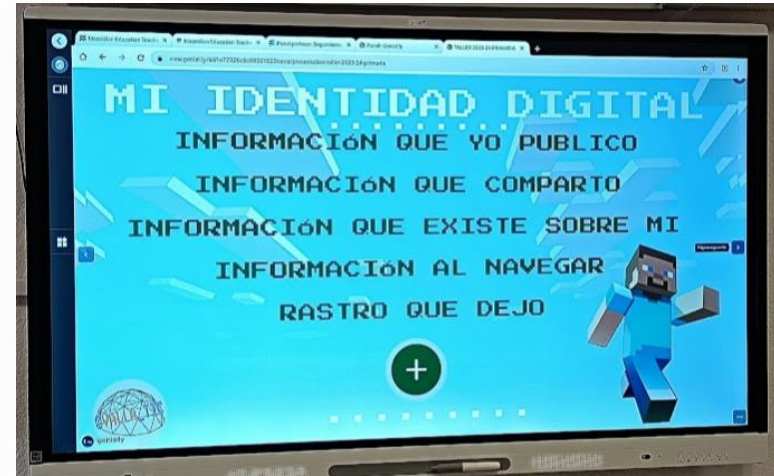 MI IDENTIDAD DIGITAL
INFORMACIóN QUE YO PUBLICO
INFORMACIóN QUE COMPARTO
INFORMACIóN QUE EXISTE SOBRE MI
INFORMACIóN AL NAVEGAR
RASTRO QUE DEJO
genially